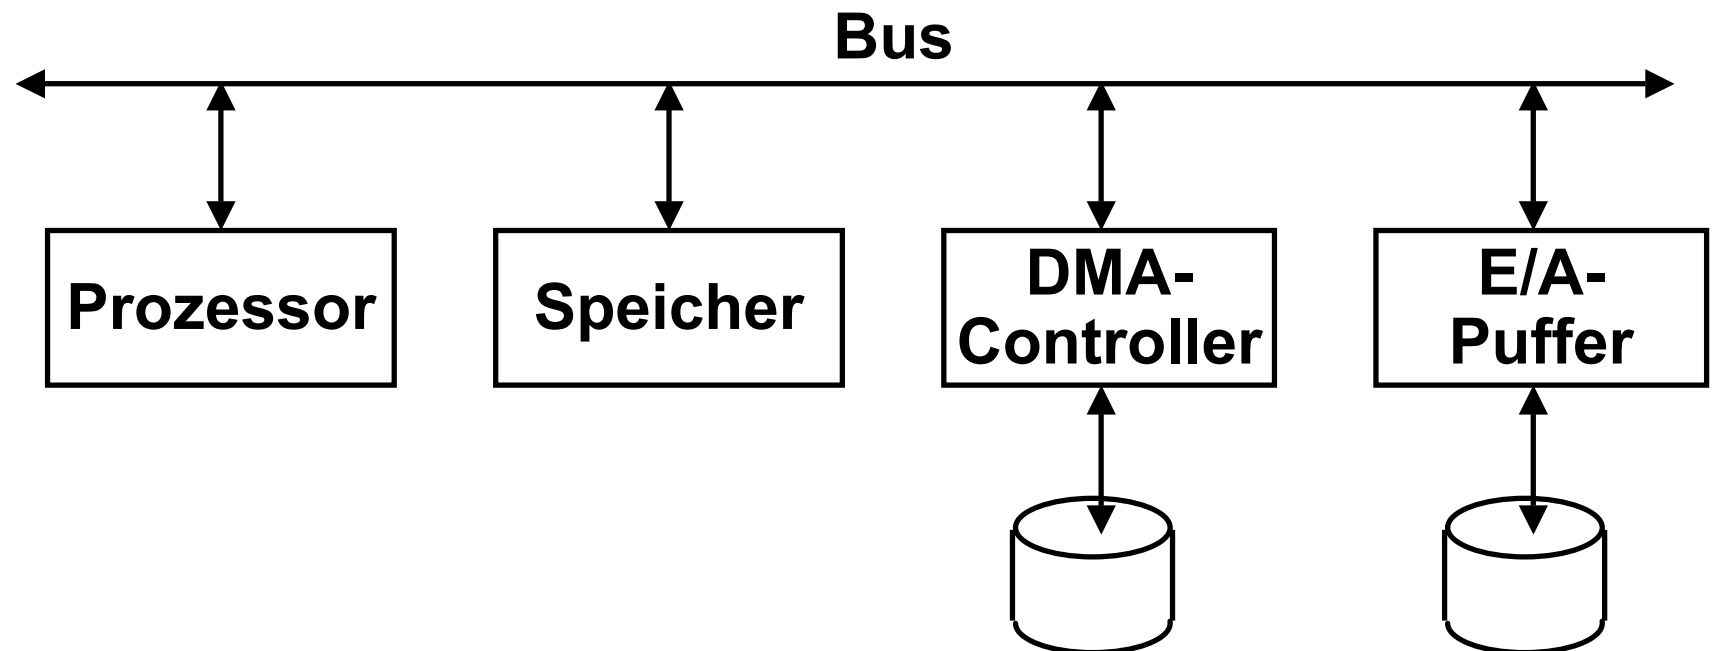 Bus
Prozessor
Speicher
DMA-
Controller
E/A-
Puffer